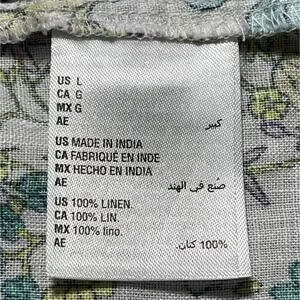 US L
CA G
MX G
AE كبير
US MADE IN INDIA
CA FABRIQUÉ EN INDE
MX HECHO EN INDIA
AE صنع في الهند
US 100% LINEN.
CA 100% LIN.
MX 100% lino.
AE 100% كتان.